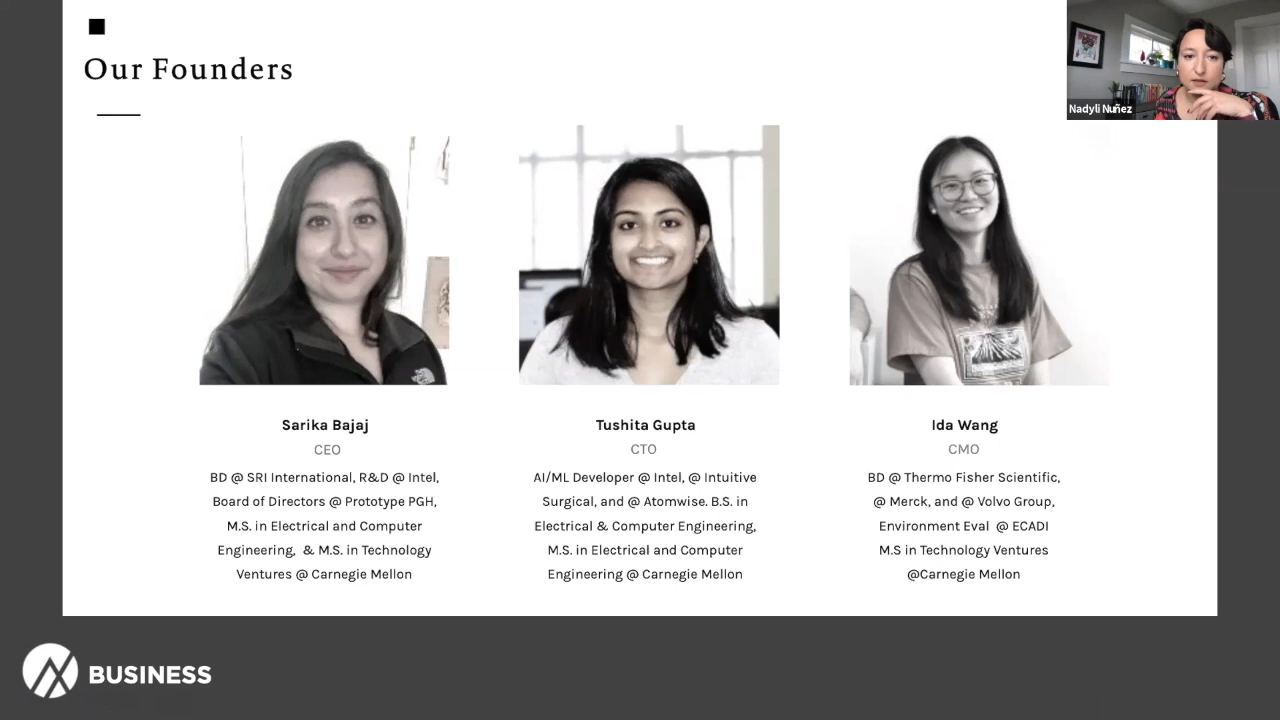 Our Founders
Nadyli Nuñez
Sarika Bajaj
CEO
BD @ SRI International, R&D @ Intel,
Board of Directors @ Prototype PGH,
M.S. in Electrical and Computer
Engineering, & M.S. in Technology
Ventures @ Carnegie Mellon
Tushita Gupta
CTO
AI/ML Developer @ Intel, @ Intuitive
Surgical, and @ Atomwise. B.S. in
Electrical & Computer Engineering,
M.S. in Electrical and Computer
Engineering @ Carnegie Mellon
Ida Wang
CMO
BD @ Thermo Fisher Scientific,
@ Merck, and @ Volvo Group,
Environment Eval @ ECADI
M.S in Technology Ventures
@Carnegie Mellon
BUSINESS